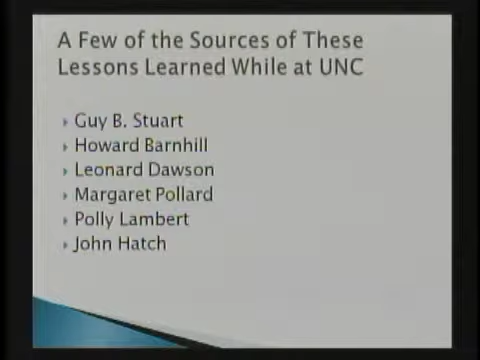 A Few of the Sources of These
Lessons Learned While at UNC
Guy B. Stuart
Howard Barnhill
Leonard Dawson
Margaret Pollard
Polly Lambert
John Hatch